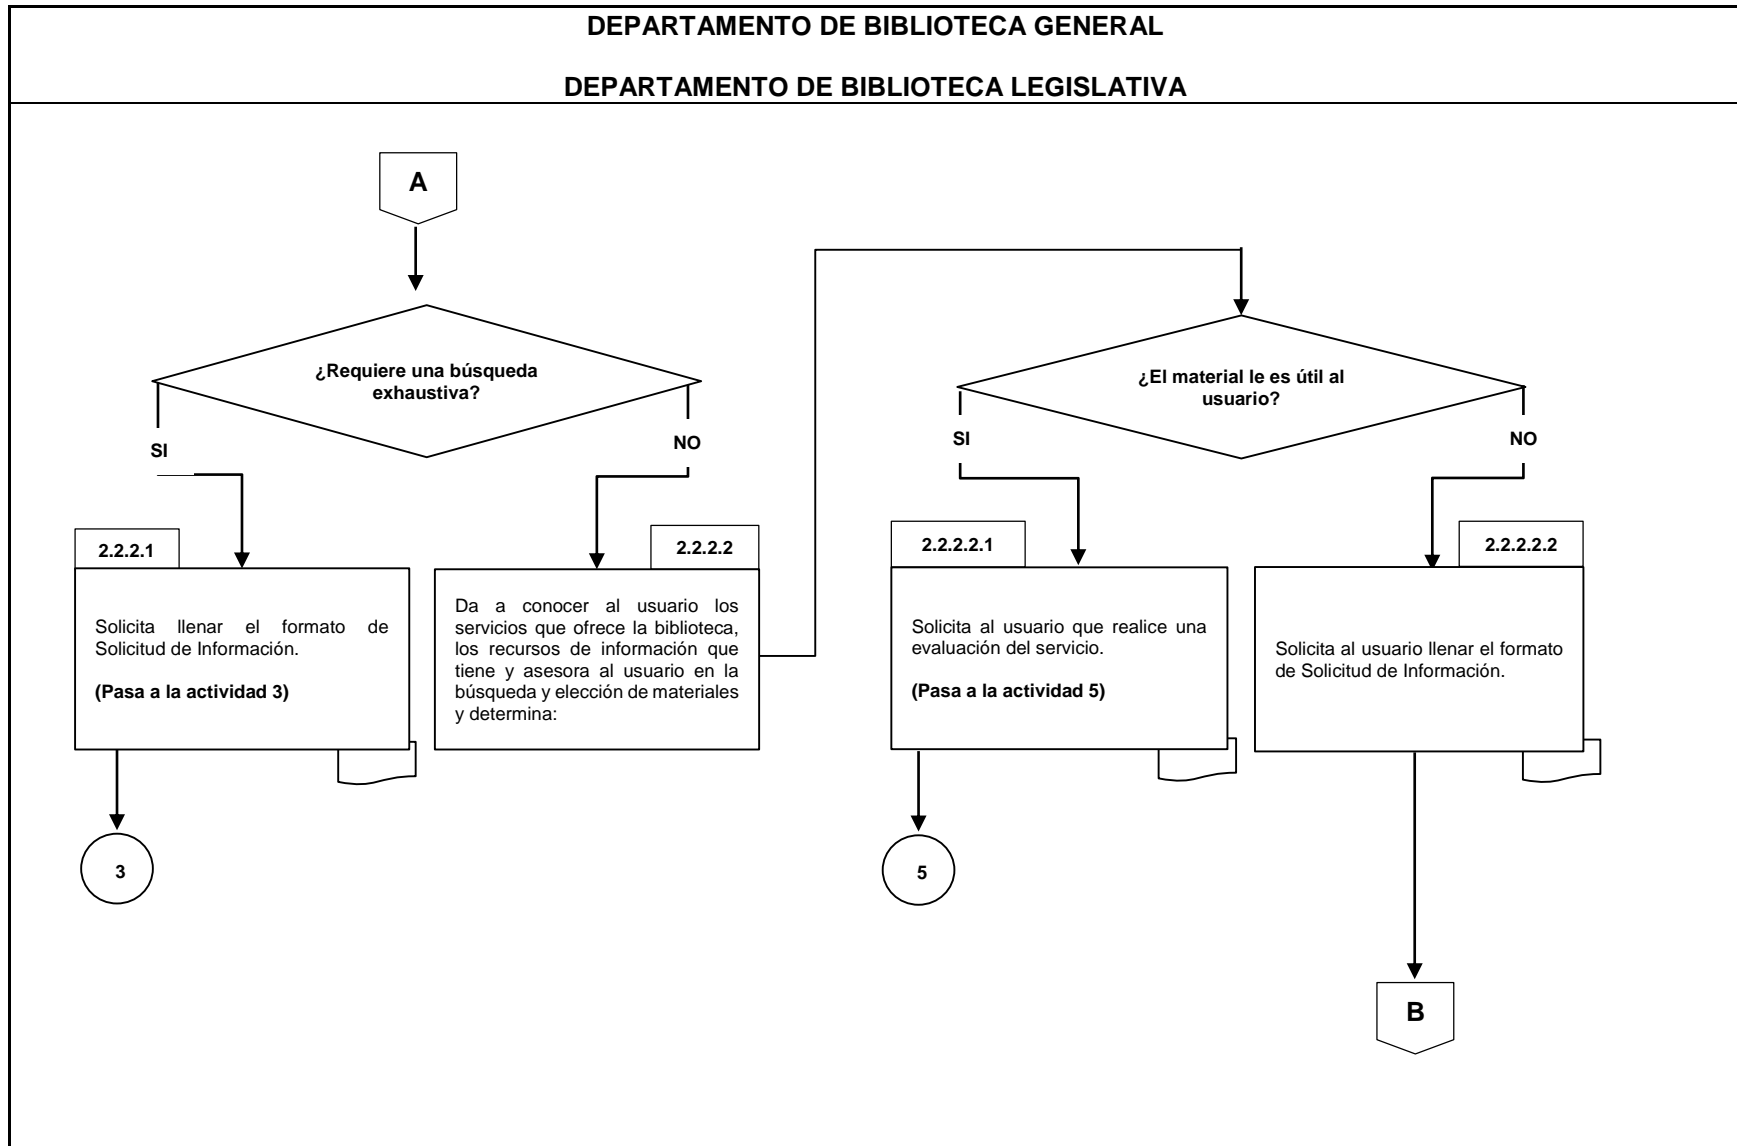 DEPARTAMENTO DE BIBLIOTECA GENERAL
DEPARTAMENTO DE BIBLIOTECA LEGISLATIVA
A
¿Requiere una búsqueda
exhaustiva?
SI
NO
2.2.2.1
Solicita llenar el formato de
Solicitud de Información.
(Pasa a la actividad 3)
3
2.2.2.2
Da a conocer al usuario los
servicios que ofrece la biblioteca,
los recursos de información que
tiene y asesora al usuario en la
búsqueda y elección de materiales
y determina:
¿El material le es útil al
usuario?
SI
NO
2.2.2.2.1
Solicita al usuario que realice una
evaluación del servicio.
(Pasa a la actividad 5)
5
2.2.2.2.2
Solicita al usuario llenar el formato
de Solicitud de Información.
B